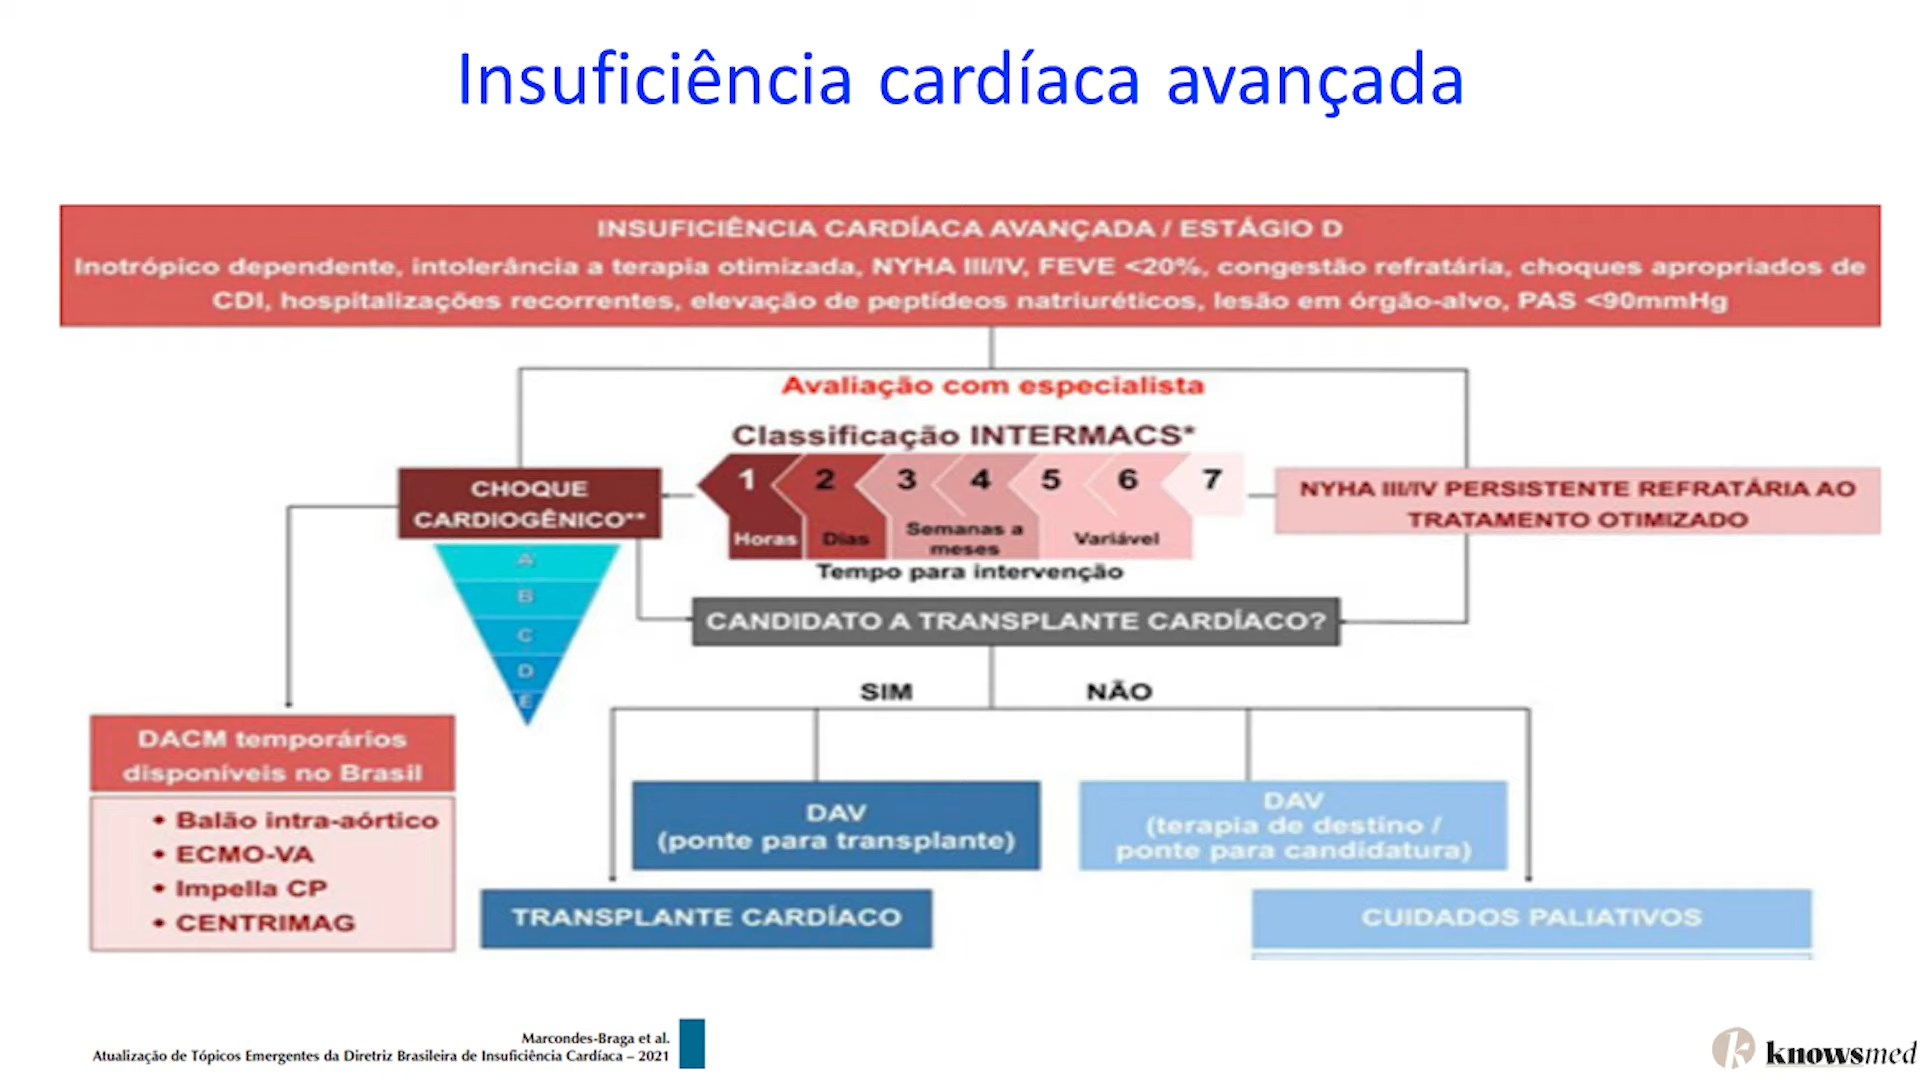 Insuficiência cardíaca avançada
INSUFICIÊNCIA CARDÍACA AVANÇADA / ESTÁGIO D
Inotrópico dependente, intolerância a terapia otimizada, NYHA III/IV, FEVE <20%, congestão refratária, choques apropriados de
CDI, hospitalizações recorrentes, elevação de peptídeos natriuréticos, lesão em órgão-alvo, PAS <90mmHg
Avaliação com especialista
Classificação INTERMACS*
1 2 3 4 5 6 7
Horas
Dias
Semanas a
meses
Variável
Tempo para intervenção
CHOQUE
CARDIOGÊNICO**
A
B
C
D
E
NYHA III/IV PERSISTENTE REFRATÁRIA AO
TRATAMENTO OTIMIZADO
CANDIDATO A TRANSPLANTE CARDÍACO?
SIM
NÃO
DACM temporários
disponíveis no Brasil
• Balão intra-aórtico
• ECMO-VA
• Impella CP
• CENTRIMAG
DAV
(ponte para transplante)
DAV
(terapia de destino /
ponte para candidatura)
TRANSPLANTE CARDÍACO
CUIDADOS PALIATIVOS
Marcondes-Braga et al.
Atualização de Tópicos Emergentes da Diretriz Brasileira de Insuficiência Cardíaca – 2021
k knowsmed